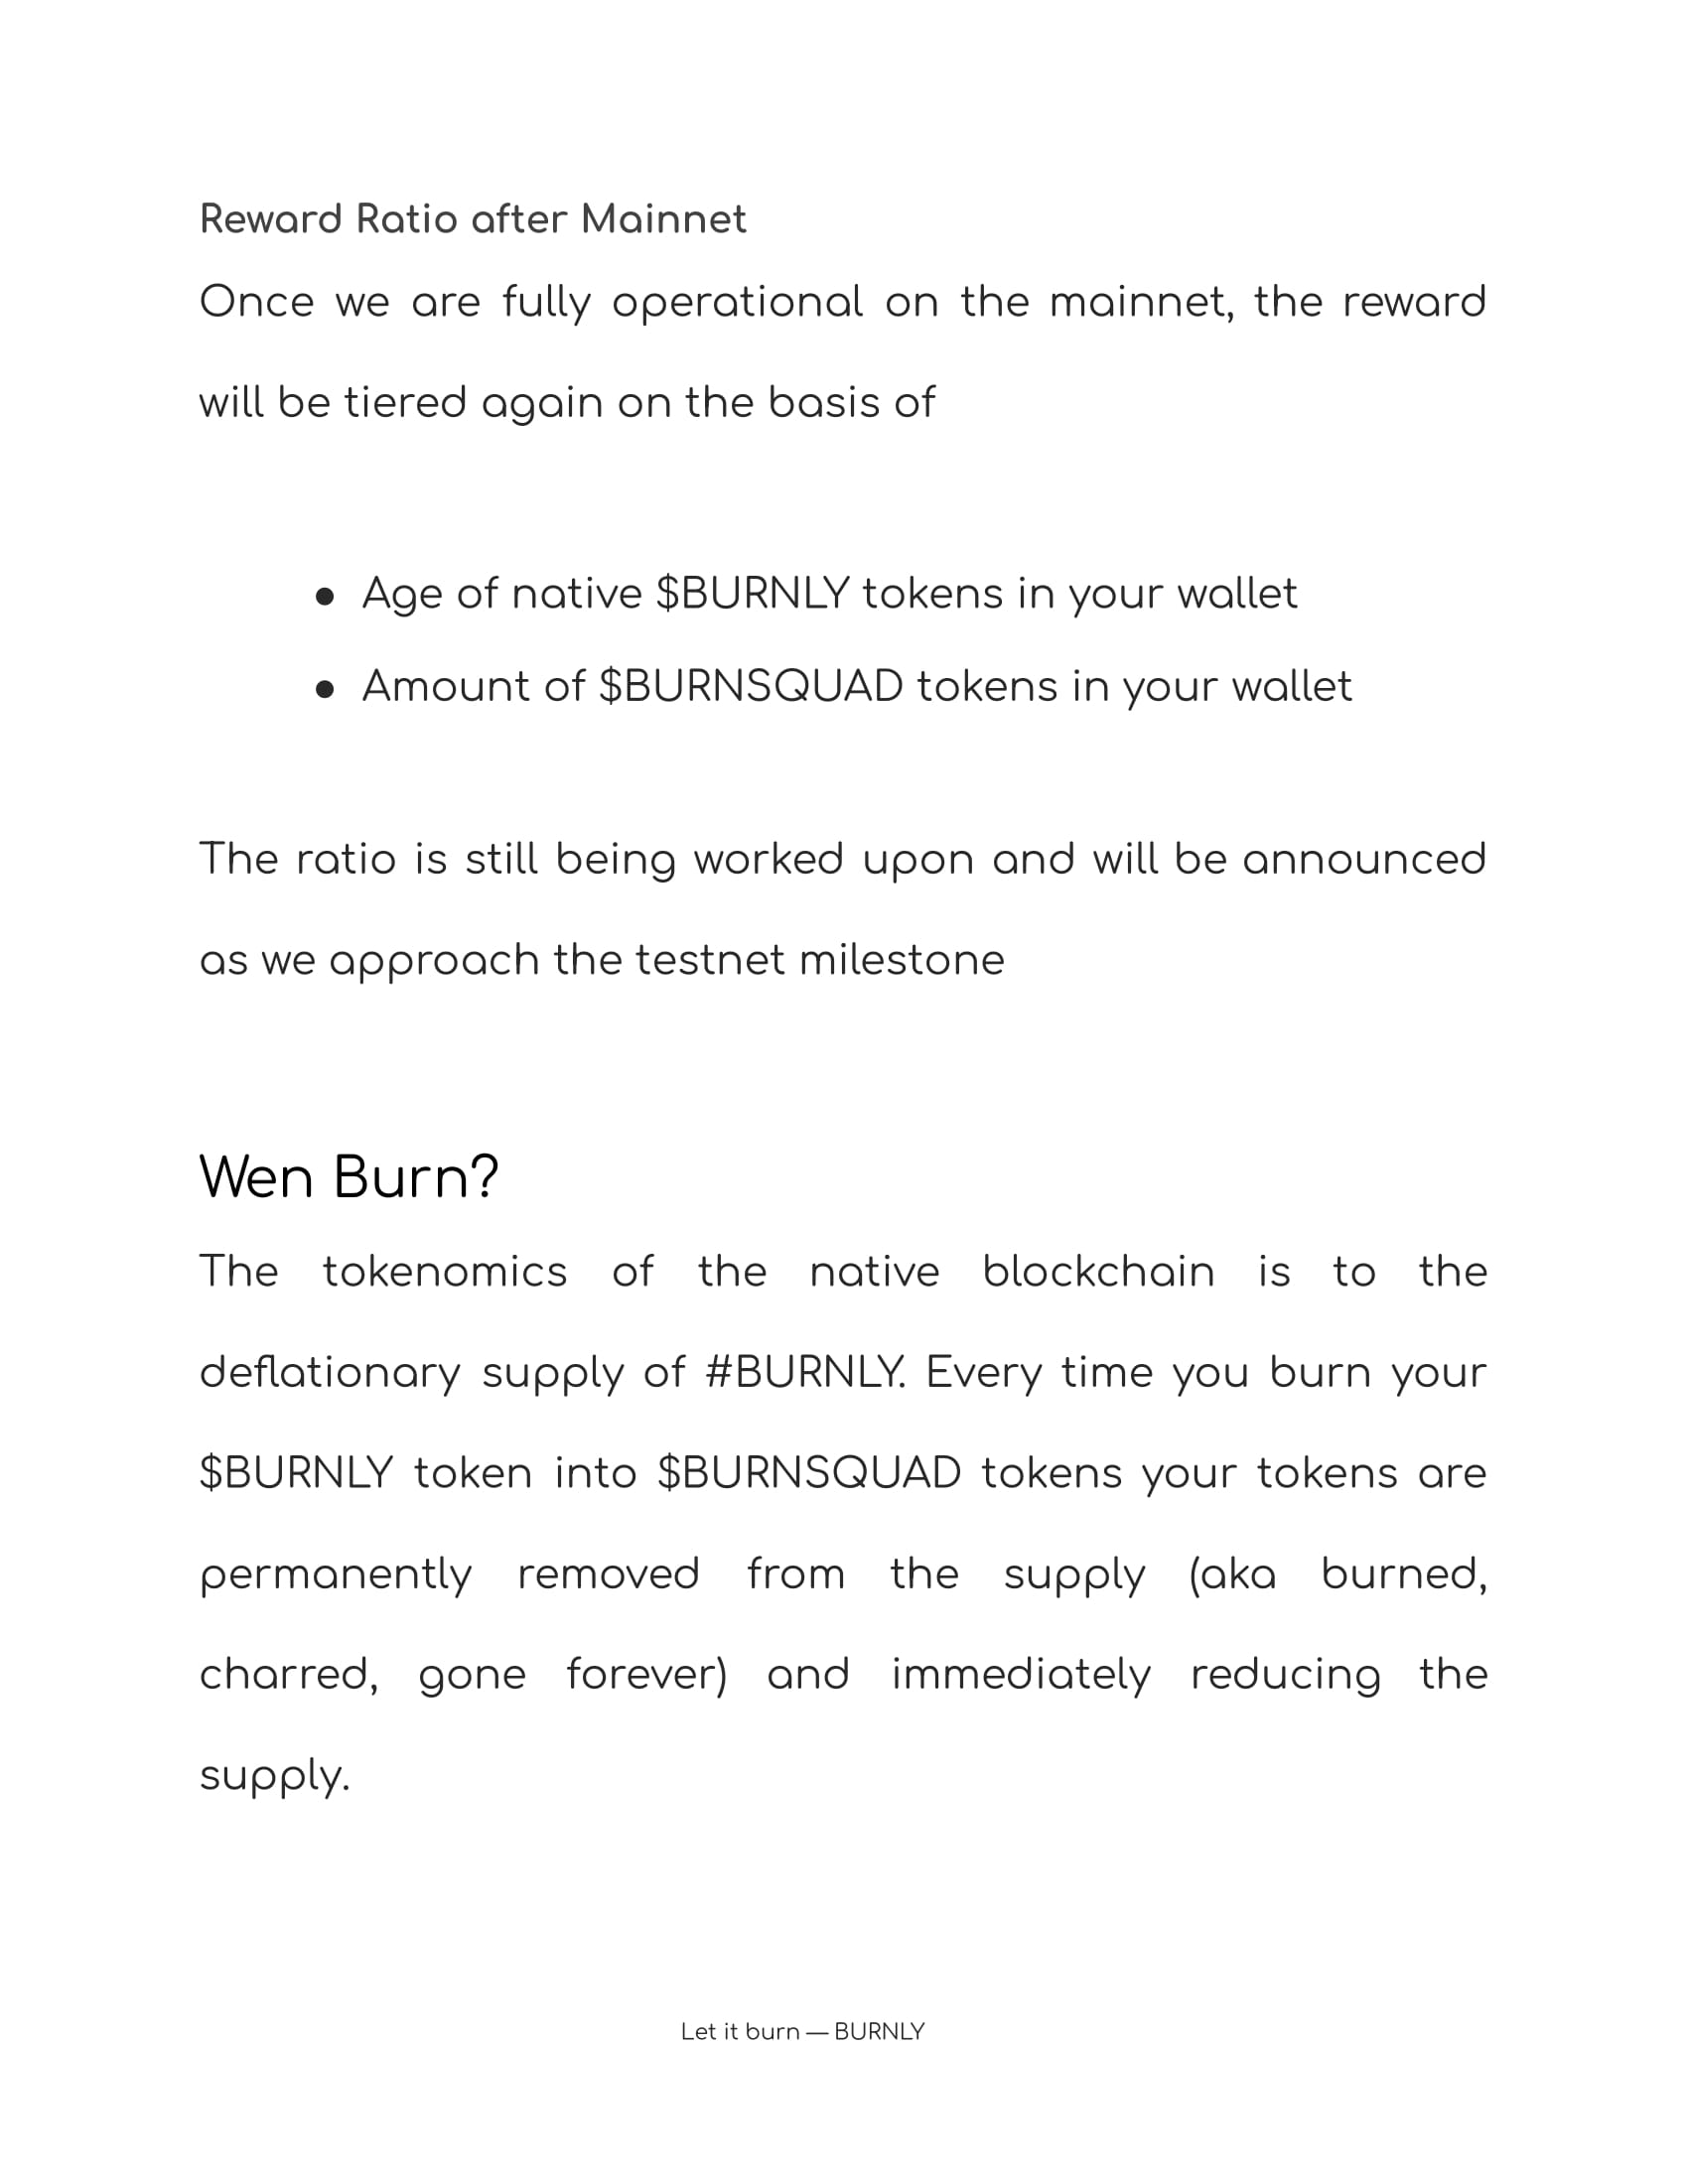 Reward Ratio after Mainnet
Once we are fully operational on the mainnet, the reward
will be tiered again on the basis of
● Age of native $BURNLY tokens in your wallet
● Amount of $BURNSQUAD tokens in your wallet
The ratio is still being worked upon and will be announced
as we approach the testnet milestone
Wen Burn?
The tokenomics of the native blockchain is to the
deflationary supply of #BURNLY. Every time you burn your
$BURNLY token into $BURNSQUAD tokens your tokens are
permanently removed from the supply (aka burned,
charred, gone forever) and immediately reducing the
supply.
Let it burn — BURNLY